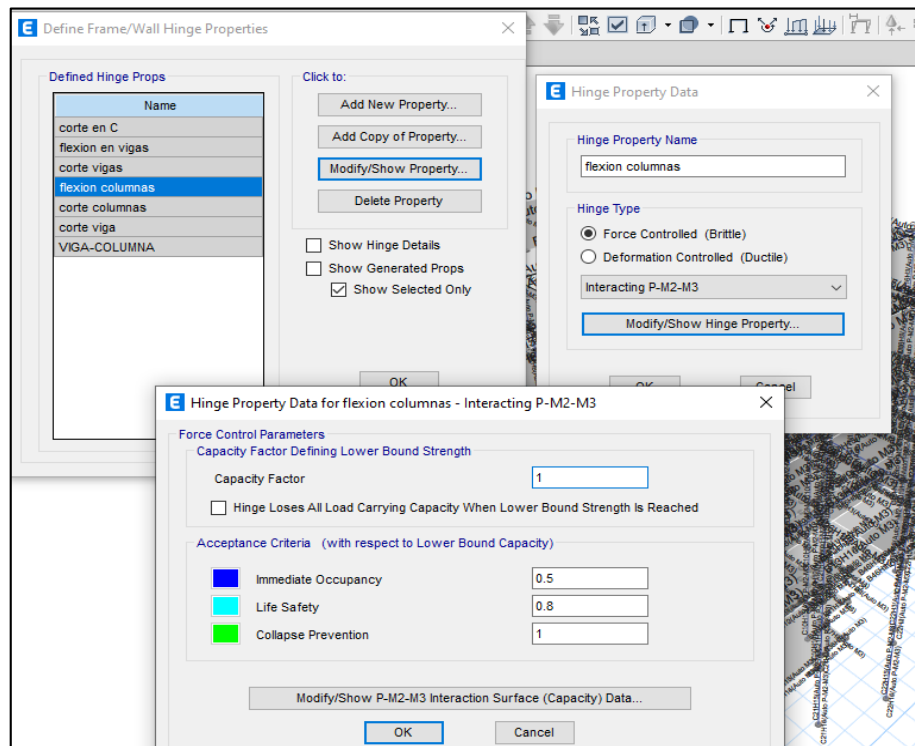 Define Frame/Wall Hinge Properties
Defined Hinge Props
Name
corte en C
flexion en vigas
corte vigas
flexion columnas
corte columnas
corte viga
VIGA-COLUMNA
Click to:
Add New Property...
Add Copy of Property...
Modify/Show Property...
Delete Property
Show Hinge Details
Show Generated Props
Show Selected Only
OK
Hinge Property Data
Hinge Property Name
flexion columnas
Hinge Type
Force Controlled (Brittle)
Deformation Controlled (Ductile)
Interacting P-M2-M3
Modify/Show Hinge Property...
OK
Cancel
Hinge Property Data for flexion columnas - Interacting P-M2-M3
Force Control Parameters
Capacity Factor Defining Lower Bound Strength
Capacity Factor 1
Hinge Loses All Load Carrying Capacity When Lower Bound Strength Is Reached
Acceptance Criteria (with respect to Lower Bound Capacity)
Immediate Occupancy 0.5
Life Safety 0.8
Collapse Prevention 1
Modify/Show P-M2-M3 Interaction Surface (Capacity) Data...
OK Cancel